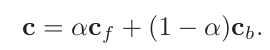 𝐜 = α𝐜_f + (1 − α)𝐜_b.